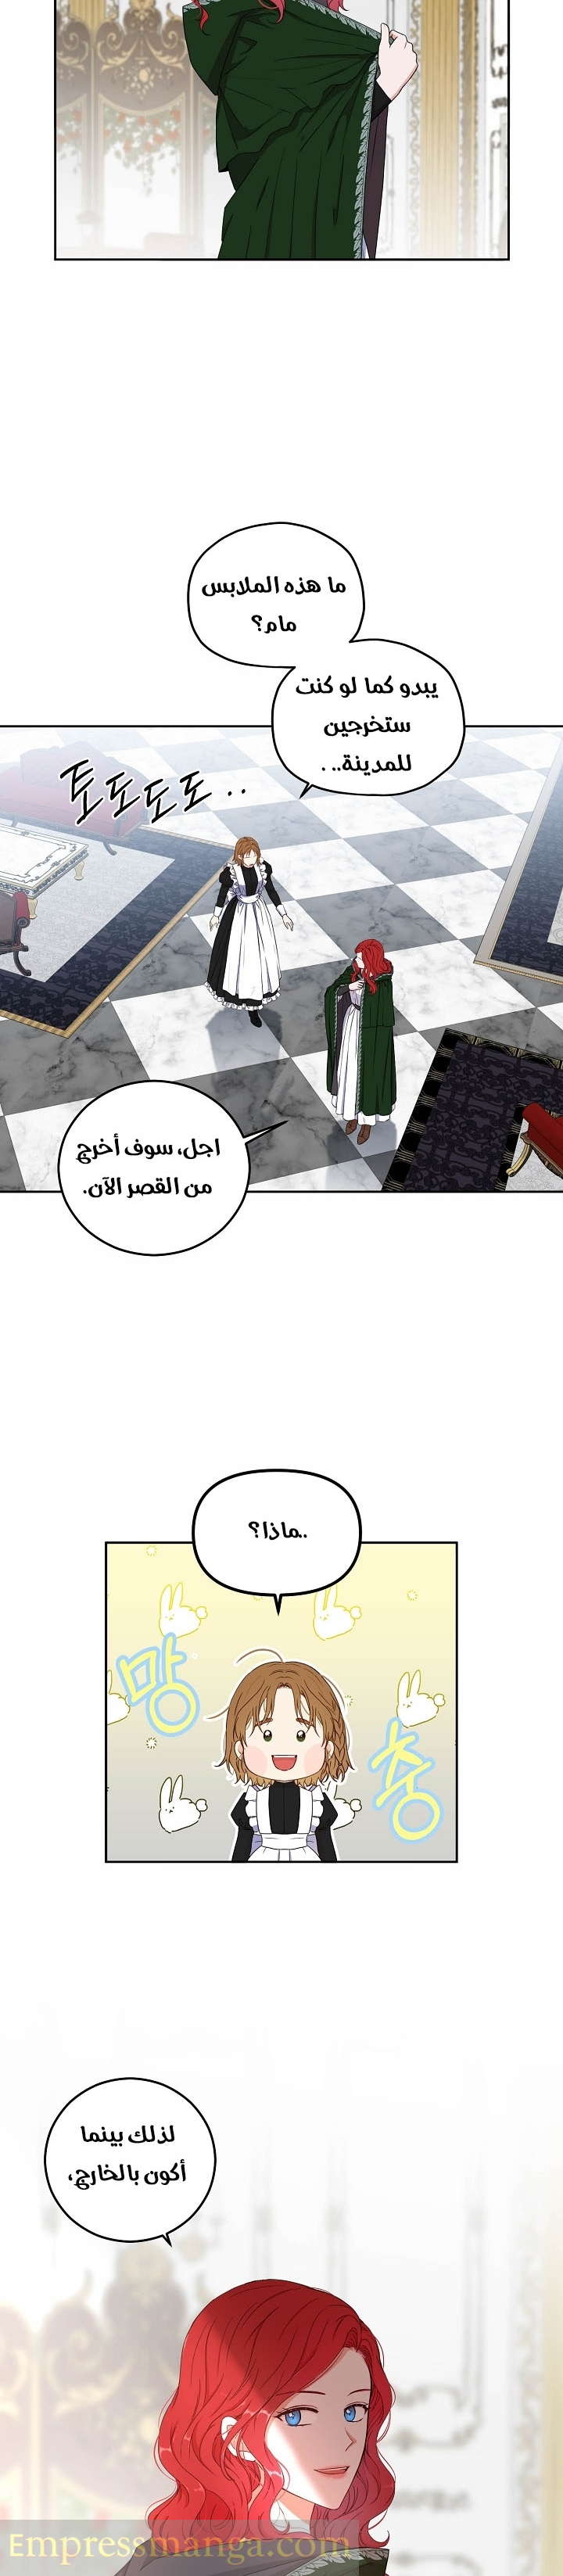 ما هذه الملابس
مام؟
يبدو كما لو كنت
ستخرجين
للمدينة.. .
토도도도..
اجل، سوف أخرج
من القصر الآن.
..ماذا؟
망
충
لذلك بينما
أكون بالخارج،
Empressmanga.com